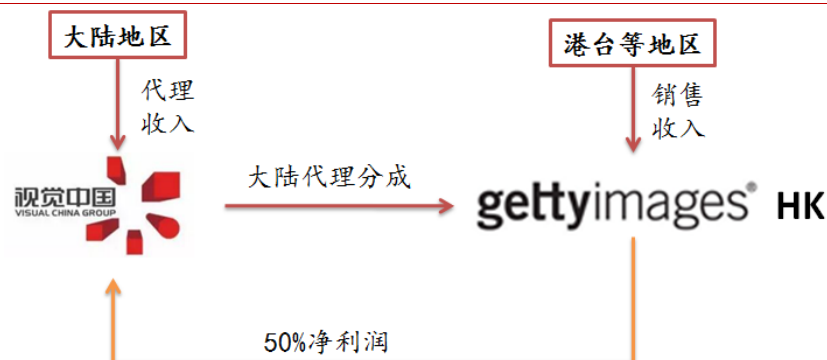 大陆地区
港台等地区
代理
收入
销售
收入
视觉中国
VISUAL CHINA GROUP
大陆代理分成
gettyimages® HK
50%净利润